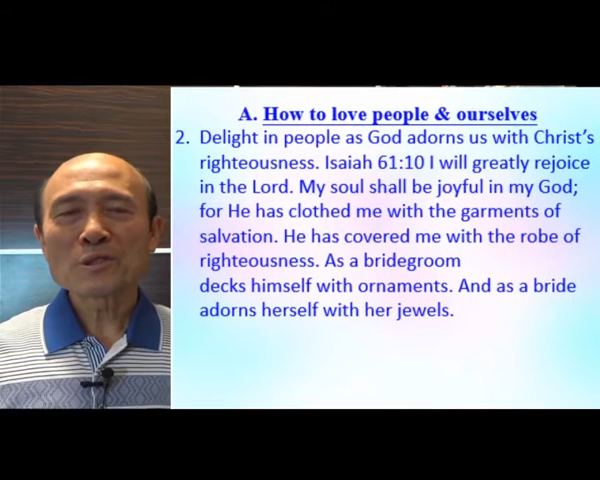 A. How to love people & ourselves
2. Delight in people as God adorns us with Christ's
righteousness. Isaiah 61:10 I will greatly rejoice
in the Lord. My soul shall be joyful in my God;
for He has clothed me with the garments of
salvation. He has covered me with the robe of
righteousness. As a bridegroom
decks himself with ornaments. And as a bride
adorns herself with her jewels.